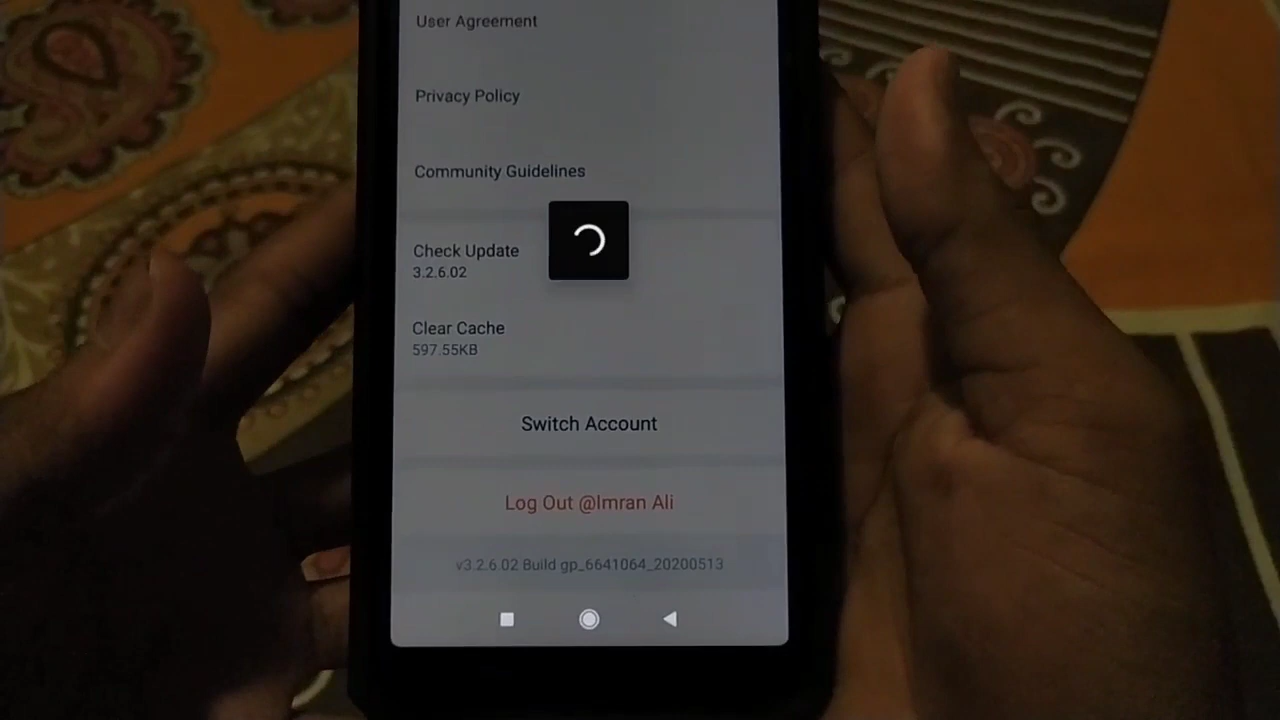 User Agreement
Privacy Policy
Community Guidelines
Check Update
3.2.6.02
Clear Cache
597.55KB
Switch Account
Log Out @Imran Ali
v3.2.6.02 Build gp_6641064_20200513